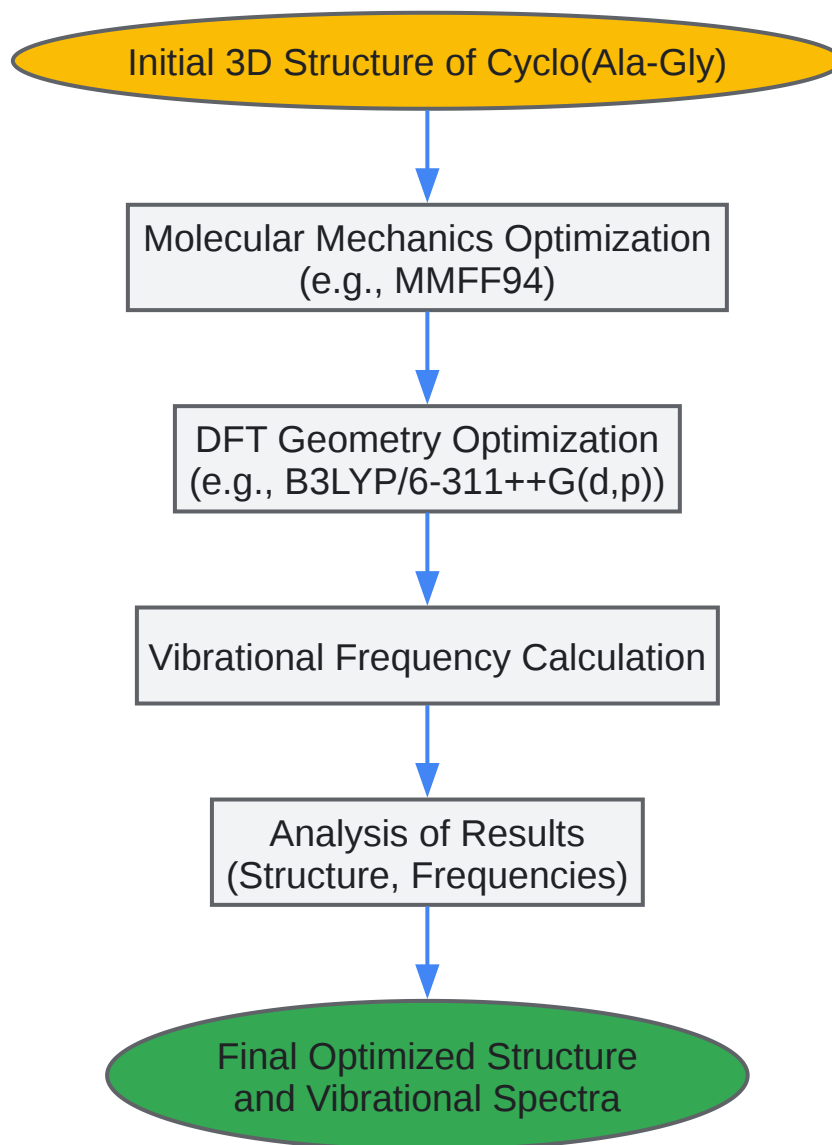 Initial 3D Structure of Cyclo(Ala-Gly)
Molecular Mechanics Optimization
(e.g., MMFF94)
DFT Geometry Optimization
(e.g., B3LYP/6-311++G(d,p))
Vibrational Frequency Calculation
Analysis of Results
(Structure, Frequencies)
Final Optimized Structure
and Vibrational Spectra